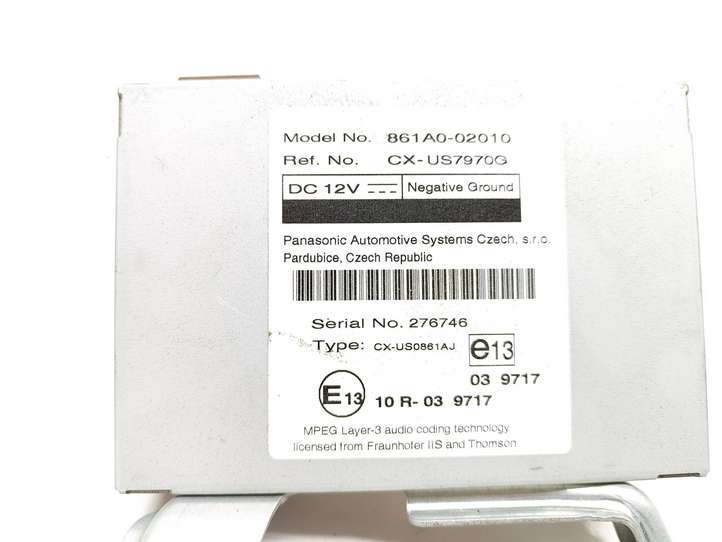 Model No. 861A0-02010
Ref. No. CX-US7970G
DC 12V Negative Ground
Panasonic Automotive Systems Czech, s.r.o.
Pardubice, Czech Republic
Serial No. 276746
Type: CX-US0861AJ e13
03 9717
E13 10 R-03 9717
MPEG Layer-3 audio coding technology
licensed from Fraunhofer IIS and Thomson